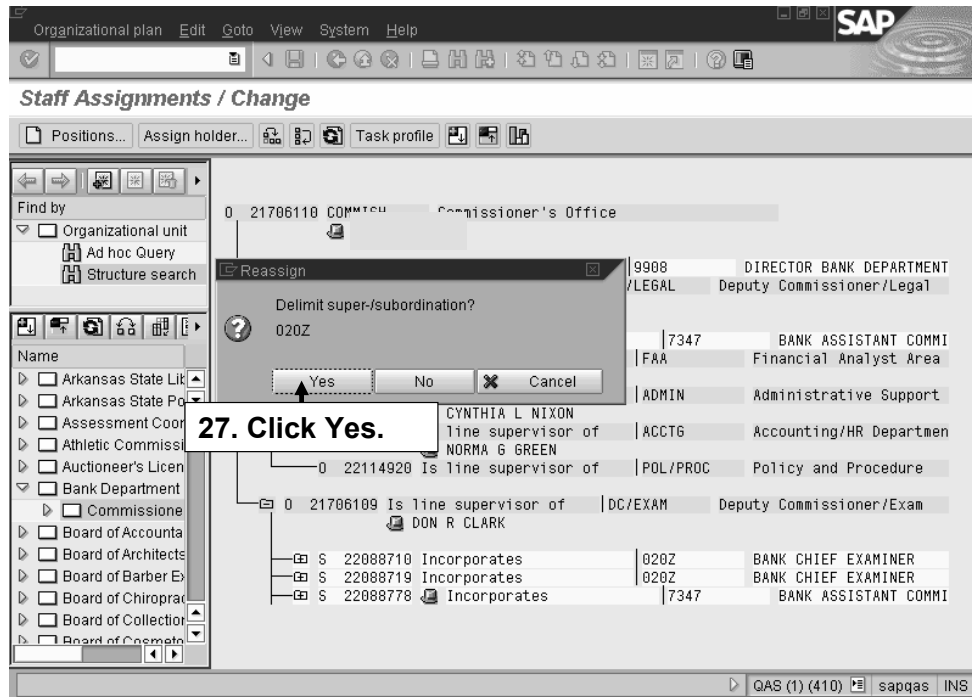 Organizational plan Edit Goto View System Help
SAP
Staff Assignments / Change
Positions... Assign holder... Task profile
Find by
Organizational unit
Ad hoc Query
Structure search
Name
Arkansas State Lib
Arkansas State Po
Assessment Coor
Athletic Commissi
Auctioneer's Licen
Bank Department
Commissione
Board of Accounta
Board of Architects
Board of Barber Ex
Board of Chiroprac
Board of Collection
Board of Cosmeto
O 21706110 COMMISH Commissioner's Office
9908 DIRECTOR BANK DEPARTMENT
/LEGAL Deputy Commissioner/Legal
7347 BANK ASSISTANT COMMI
FAA Financial Analyst Area
ADMIN Administrative Support
CYNTHIA L NIXON
line supervisor of ACCTG Accounting/HR Departmen
NORMA G GREEN
O 22114920 Is line supervisor of POL/PROC Policy and Procedure
O 21706109 Is line supervisor of DC/EXAM Deputy Commissioner/Exam
DON R CLARK
S 22088710 Incorporates 020Z BANK CHIEF EXAMINER
S 22088719 Incorporates 020Z BANK CHIEF EXAMINER
S 22088778 Incorporates 7347 BANK ASSISTANT COMMI
Reassign
Delimit super-/subordination?
020Z
Yes No Cancel
27. Click Yes.
QAS (1) (410) sapqas INS